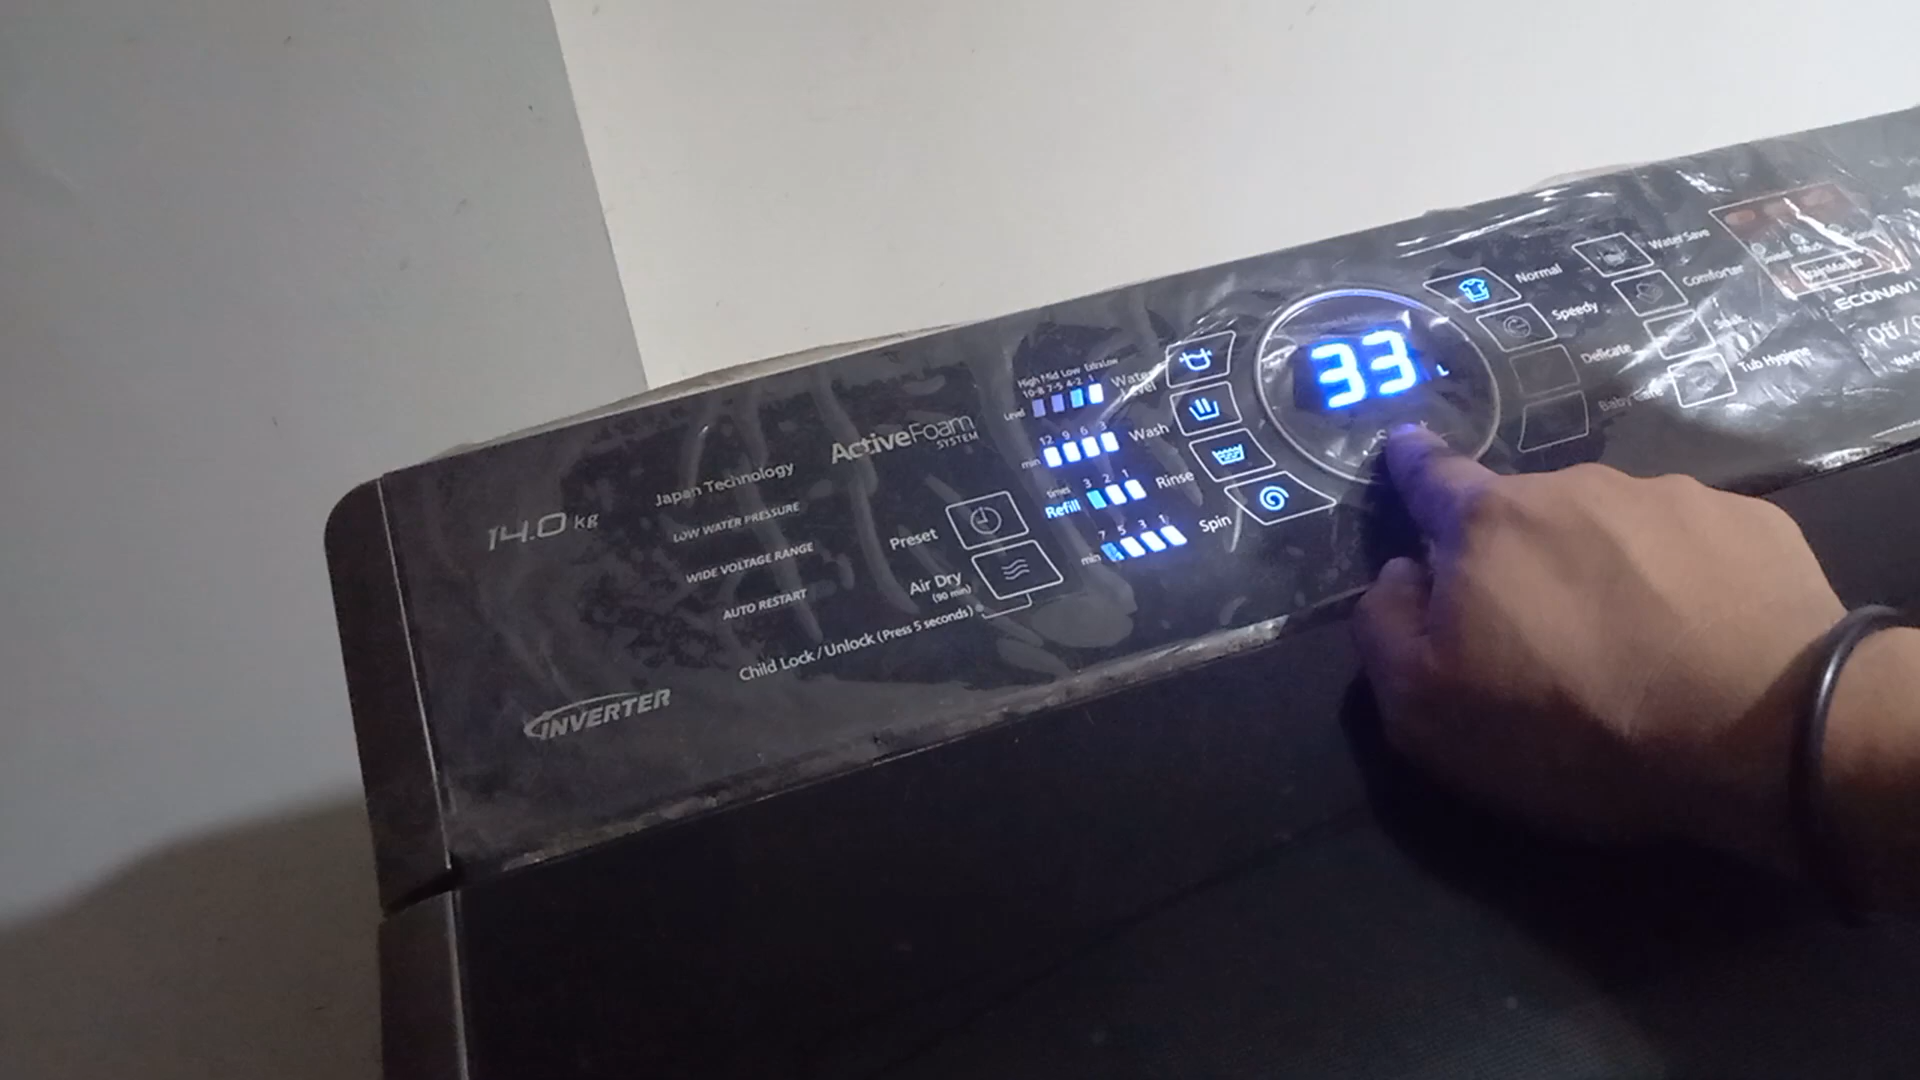 14.0 kg
Japan Technology
LOW WATER PRESSURE
WIDE VOLTAGE RANGE
AUTO RESTART
INVERTER
ActiveFoam
SYSTEM
Preset
Air Dry
(90 min)
Child Lock / Unlock (Press 5 seconds)
High Mid Low ExtraLow
10-8 7-5 4-2 1
Level
Water
Level
12 9 6 3
min
Wash
times 3 2 1
Refill
Rinse
7 5 3 1
min
Spin
33
Normal
Speedy
Delicate
Baby Care
Water Save
Comforter
Soak
Tub Hygiene
ECONAVI